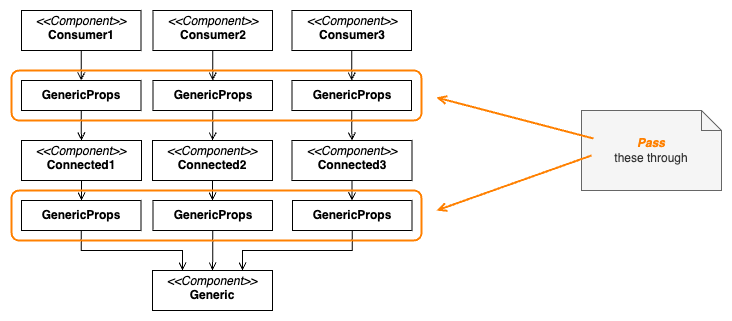 <<Component>> <<Component>> <<Component>>
Consumer1 Consumer2 Consumer3
GenericProps GenericProps GenericProps
<<Component>> <<Component>> <<Component>>
Connected1 Connected2 Connected3
GenericProps GenericProps GenericProps
<<Component>>
Generic
Pass
these through